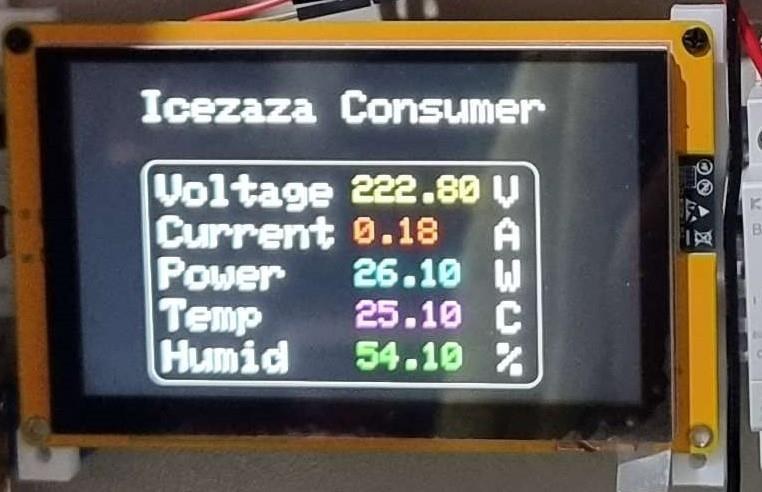 Icezaza Consumer
Voltage 222.80 V
Current 0.18 A
Power 26.10 W
Temp 25.10 C
Humid 54.10 %